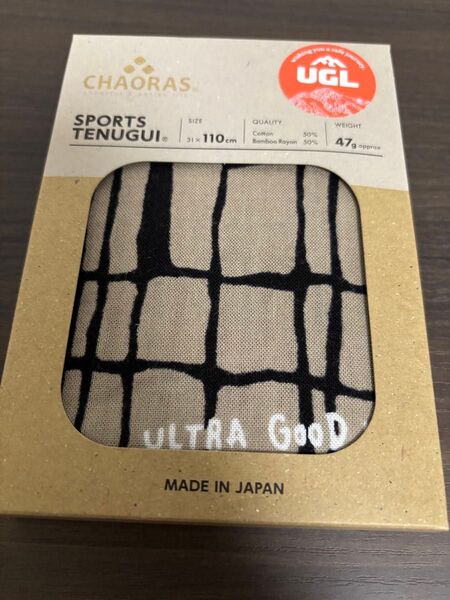 CHAORAS®
SPORTS
TENUGUI®
SIZE
31 × 110cm
QUALITY
Cotton 50%
Bamboo Rayon 50%
WEIGHT
47g approx
UGL
ULTRA GOOD
MADE IN JAPAN